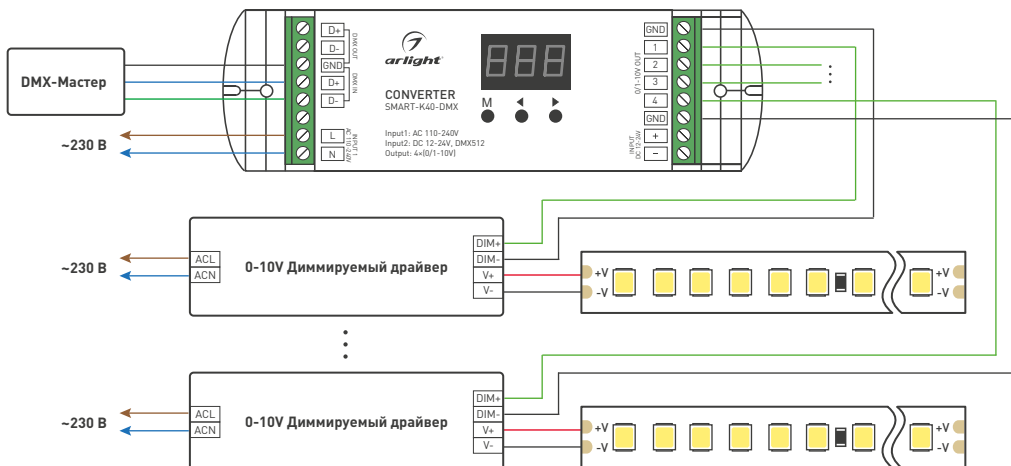 DMX-Мастер
~230 В
D+
D-
GND
D+
D-
DMX OUT
DMX IN
L
N
INPUT 1
AC 110-240V
arlight
CONVERTER
SMART-K40-DMX
Input1: AC 110-240V
Input2: DC 12-24V, DMX512
Output: 4×(0/1-10V)
M
GND
1
2
3
4
GND
+
−
0/1-10V OUT
INPUT
DC 12-24V
~230 В
ACL
ACN
0-10V Диммируемый драйвер
DIM+
DIM-
V+
V-
+V
-V
+V
-V
~230 В
ACL
ACN
0-10V Диммируемый драйвер
DIM+
DIM-
V+
V-
+V
-V
+V
-V